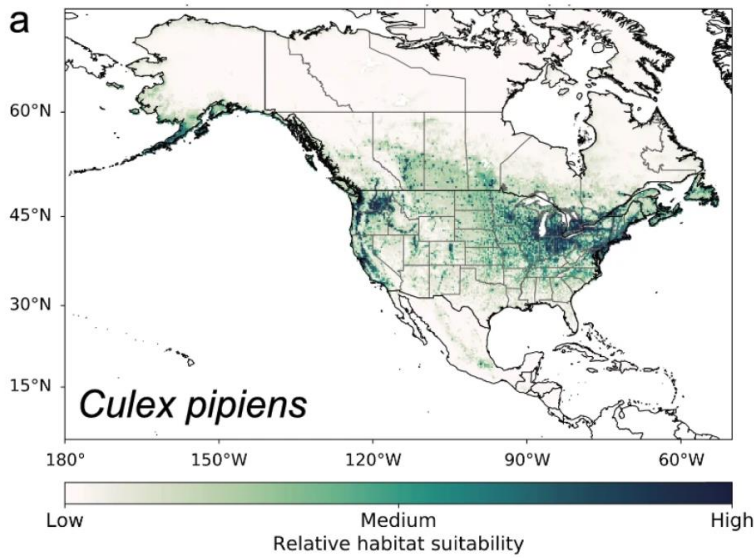 a
60°N
45°N
30°N
15°N
Culex pipiens
180° 150°W 120°W 90°W 60°W
Low Medium High
Relative habitat suitability